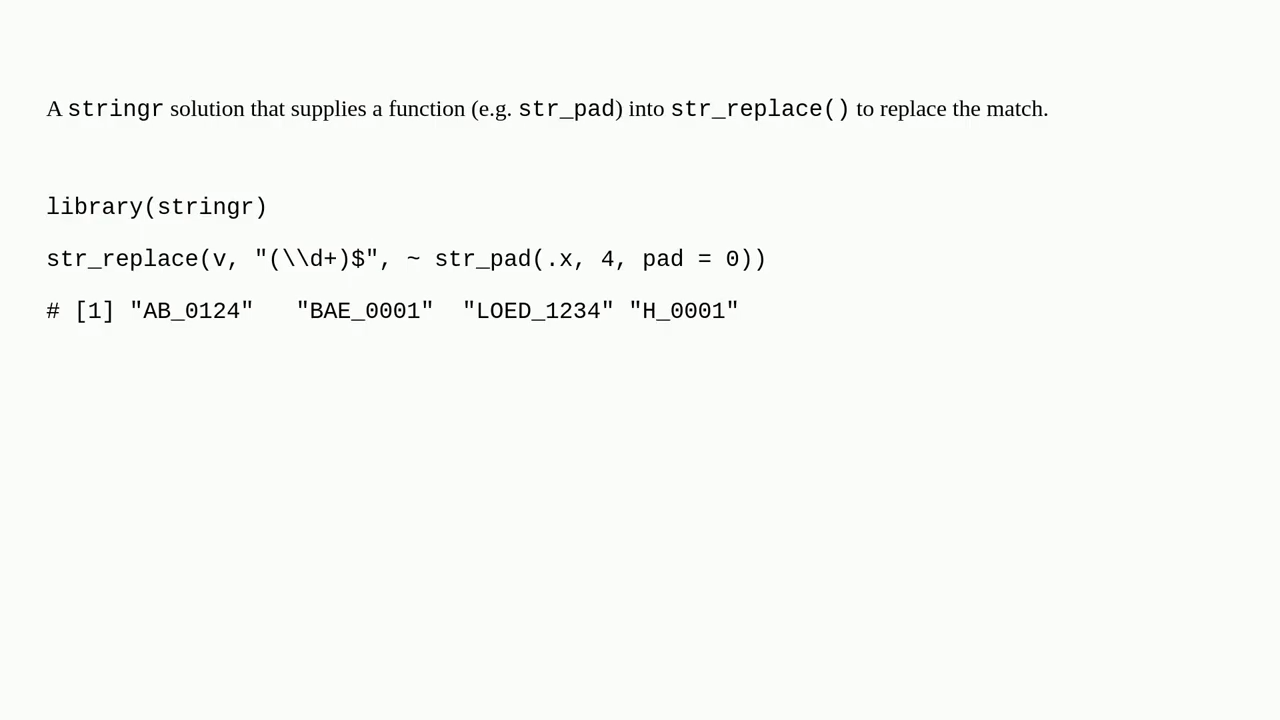 A stringr solution that supplies a function (e.g. str_pad) into str_replace() to replace the match.
library(stringr)
str_replace(v, "(\\d+)$", ~ str_pad(.x, 4, pad = 0))
# [1] "AB_0124"   "BAE_0001"  "LOED_1234" "H_0001"